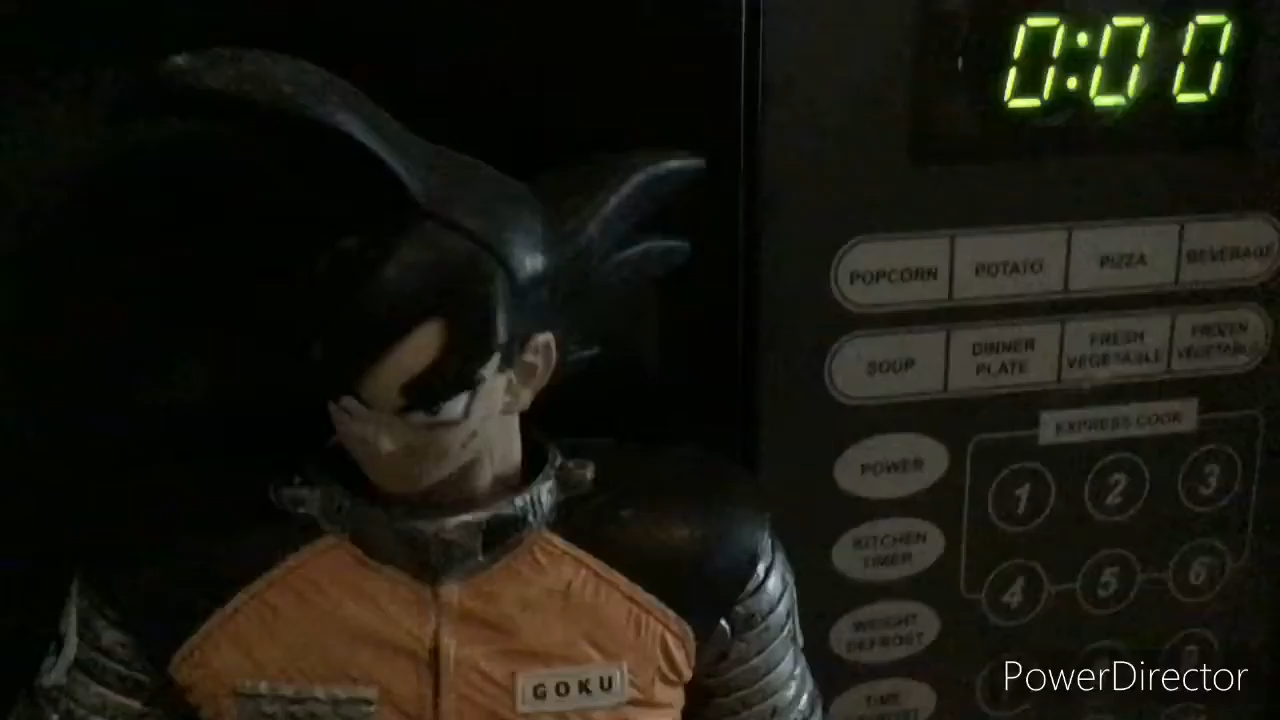 0:00
POPCORN POTATO PIZZA BEVERAGE
SOUP DINNER PLATE FRESH VEGETABLE FROZEN VEGETABLE
EXPRESS COOK
POWER 1 2 3
KITCHEN TIMER
4 5 6
WEIGHT DEFROST
GOKU
TIME
PowerDirector